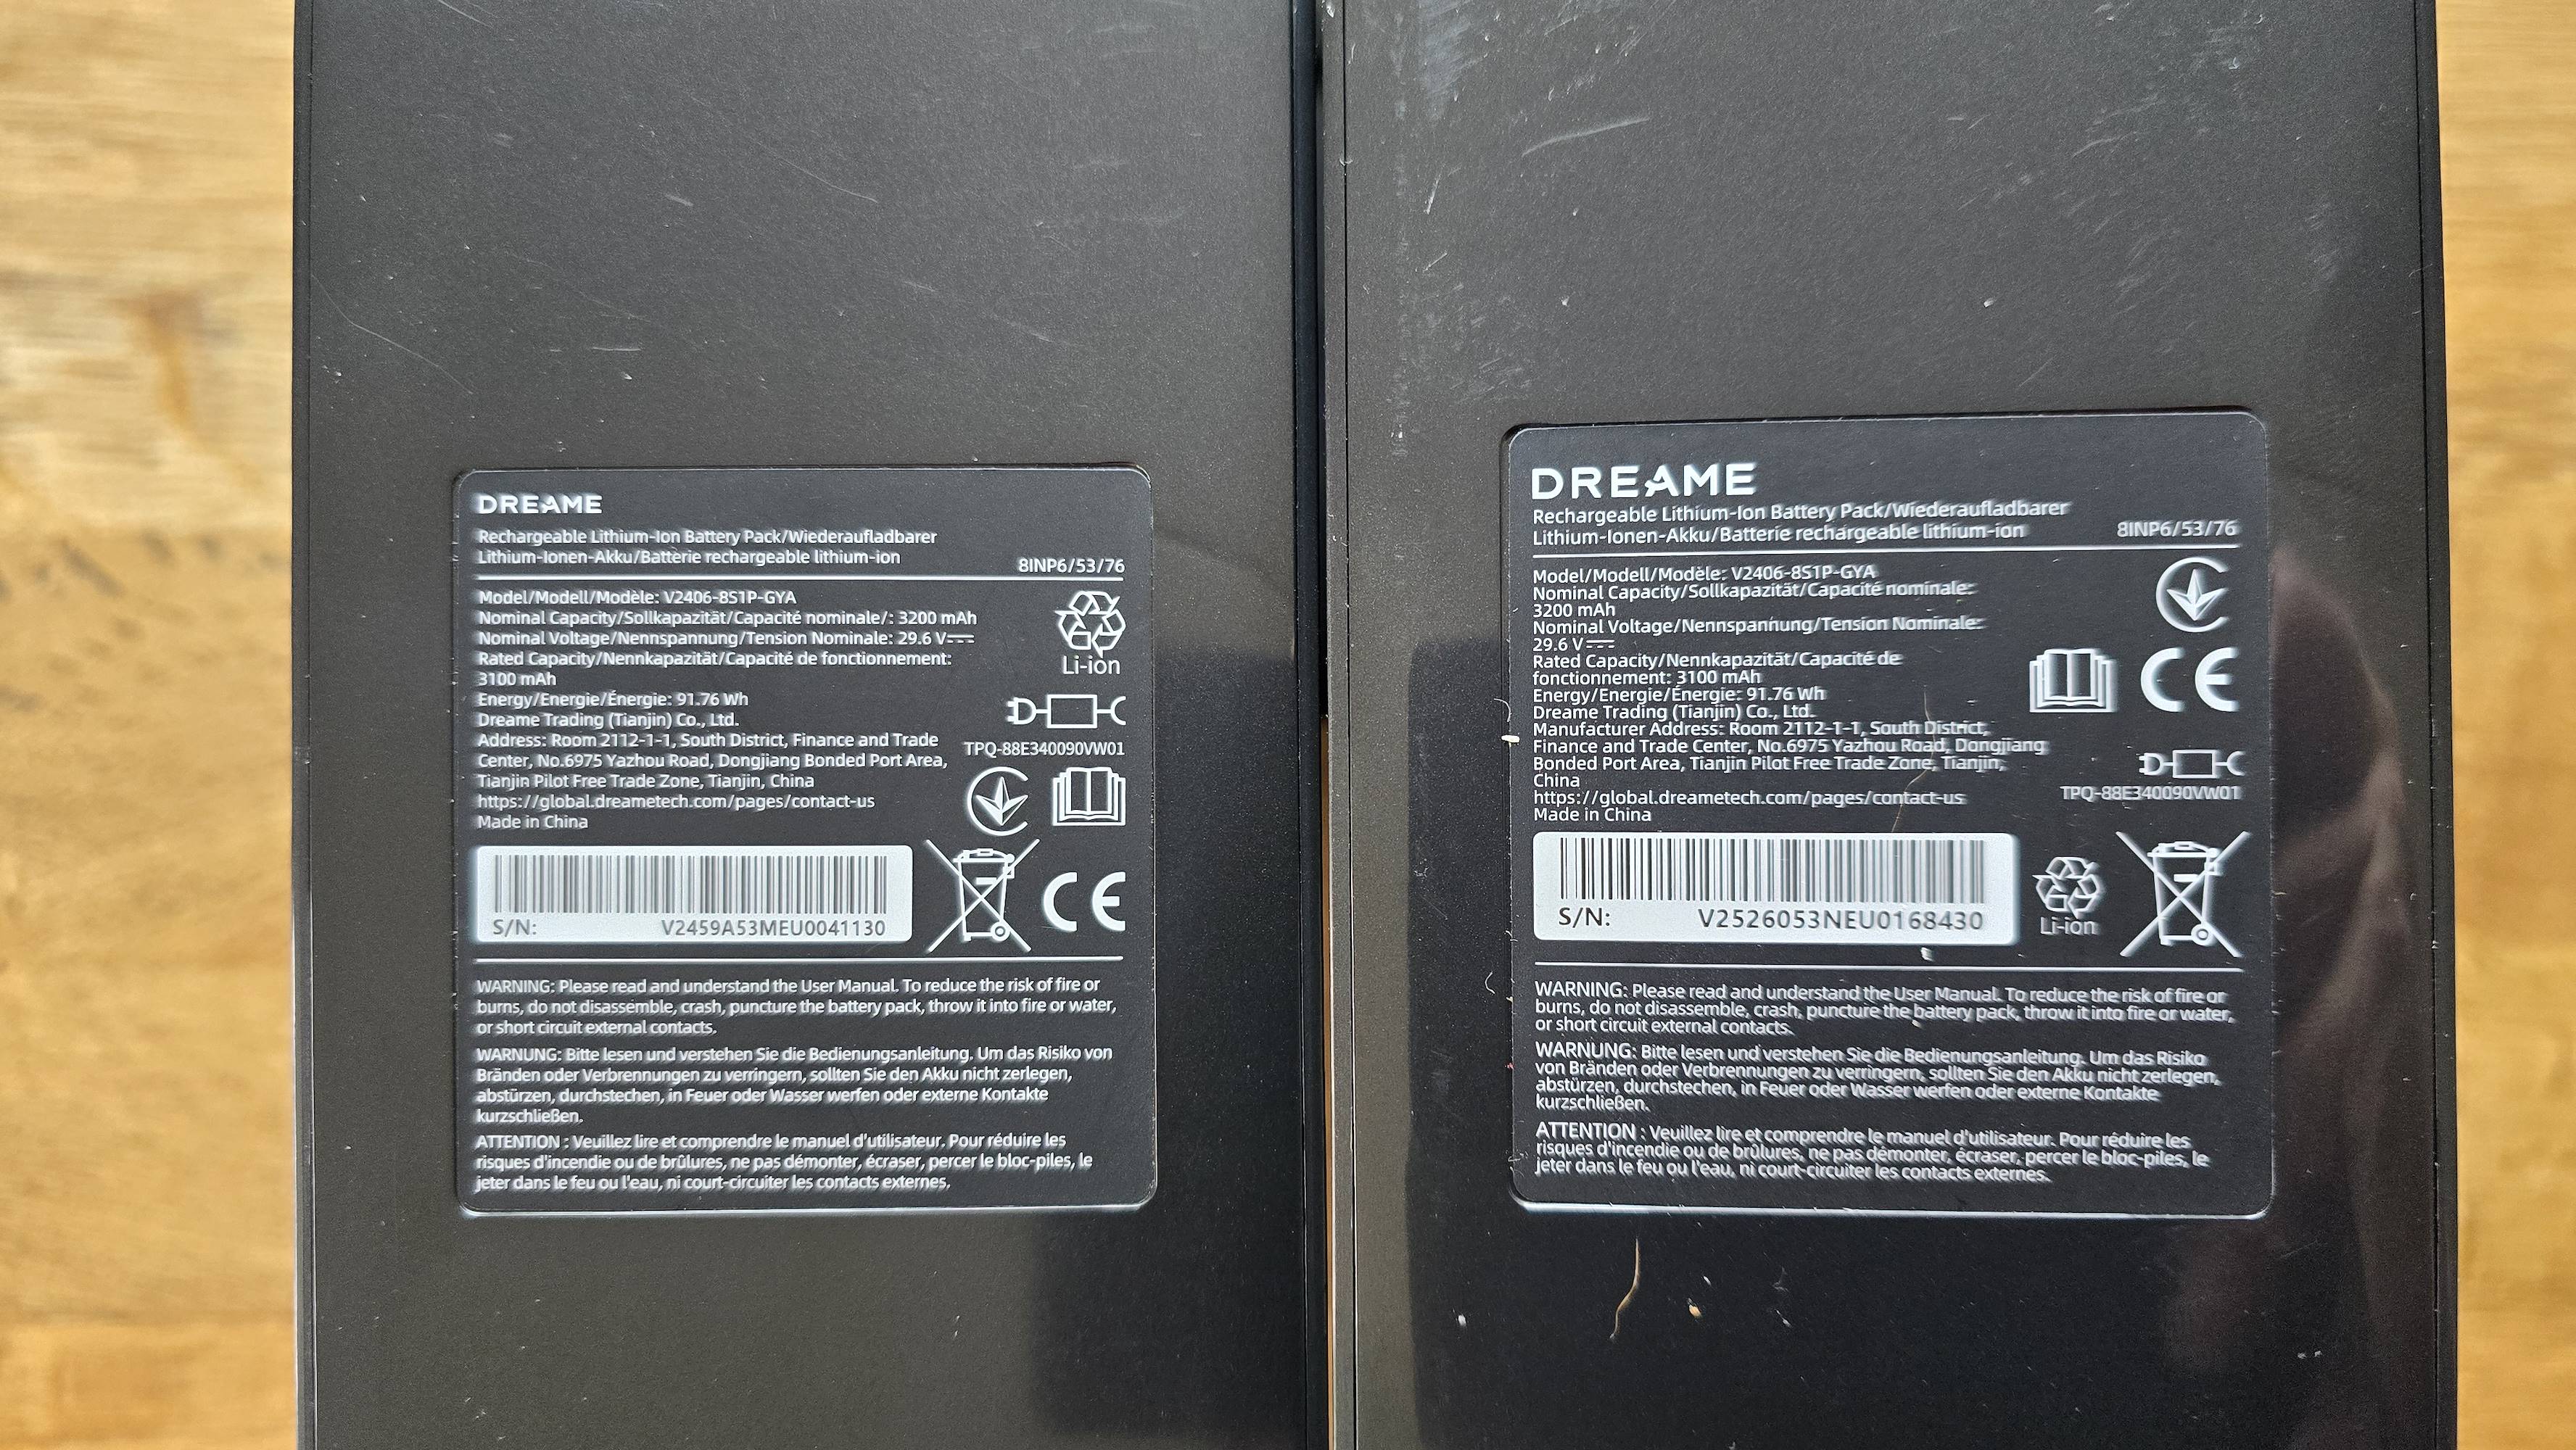 DREAME
Rechargeable Lithium-Ion Battery Pack/Wiederaufladbarer
Lithium-Ionen-Akku/Batterie rechargeable lithium-ion
8INP6/53/76
Model/Modell/Modèle: V2406-8S1P-GYA
Nominal Capacity/Sollkapazität/Capacité nominale/: 3200 mAh
Nominal Voltage/Nennspannung/Tension Nominale: 29.6 V
Rated Capacity/Nennkapazität/Capacité de fonctionnement:
3100 mAh
Energy/Energie/Énergie: 91.76 Wh
Dreame Trading (Tianjin) Co., Ltd.
Address: Room 2112-1-1, South District, Finance and Trade
Center, No.6975 Yazhou Road, Dongjiang Bonded Port Area,
Tianjin Pilot Free Trade Zone, Tianjin, China
https://global.dreametech.com/pages/contact-us
Made in China
Li-ion
TPQ-88E340090VW01
S/N: V2459A53MEU0041130
CE
WARNING: Please read and understand the User Manual. To reduce the risk of fire or
burns, do not disassemble, crash, puncture the battery pack, throw it into fire or water,
or short circuit external contacts.
WARNUNG: Bitte lesen und verstehen Sie die Bedienungsanleitung. Um das Risiko von
Bränden oder Verbrennungen zu verringern, sollten Sie den Akku nicht zerlegen,
abstürzen, durchstechen, in Feuer oder Wasser werfen oder externe Kontakte
kurzschließen.
ATTENTION : Veuillez lire et comprendre le manuel d'utilisateur. Pour réduire les
risques d'incendie ou de brûlures, ne pas démonter, écraser, percer le bloc-piles, le
jeter dans le feu ou l'eau, ni court-circuiter les contacts externes.
DREAME
Rechargeable Lithium-Ion Battery Pack/Wiederaufladbarer
Lithium-Ionen-Akku/Batterie rechargeable lithium-ion
8INP6/53/76
Model/Modell/Modèle: V2406-8S1P-GYA
Nominal Capacity/Sollkapazität/Capacité nominale:
3200 mAh
Nominal Voltage/Nennspannung/Tension Nominale:
29.6 V
Rated Capacity/Nennkapazität/Capacité de
fonctionnement: 3100 mAh
Energy/Energie/Énergie: 91.76 Wh
Dreame Trading (Tianjin) Co., Ltd.
Manufacturer Address: Room 2112-1-1, South District,
Finance and Trade Center, No.6975 Yazhou Road, Dongjiang
Bonded Port Area, Tianjin Pilot Free Trade Zone, Tianjin,
China
https://global.dreametech.com/pages/contact-us
Made in China
CE
TPQ-88E340090VW01
S/N: V2526053NEU0168430
Li-ion
WARNING: Please read and understand the User Manual. To reduce the risk of fire or
burns, do not disassemble, crash, puncture the battery pack, throw it into fire or water,
or short circuit external contacts.
WARNUNG: Bitte lesen und verstehen Sie die Bedienungsanleitung. Um das Risiko
von Bränden oder Verbrennungen zu verringern, sollten Sie den Akku nicht zerlegen,
abstürzen, durchstechen, in Feuer oder Wasser werfen oder externe Kontakte
kurzschließen.
ATTENTION : Veuillez lire et comprendre le manuel d'utilisateur. Pour réduire les
risques d'incendie ou de brûlures, ne pas démonter, écraser, percer le bloc-piles, le
jeter dans le feu ou l'eau, ni court-circuiter les contacts externes.